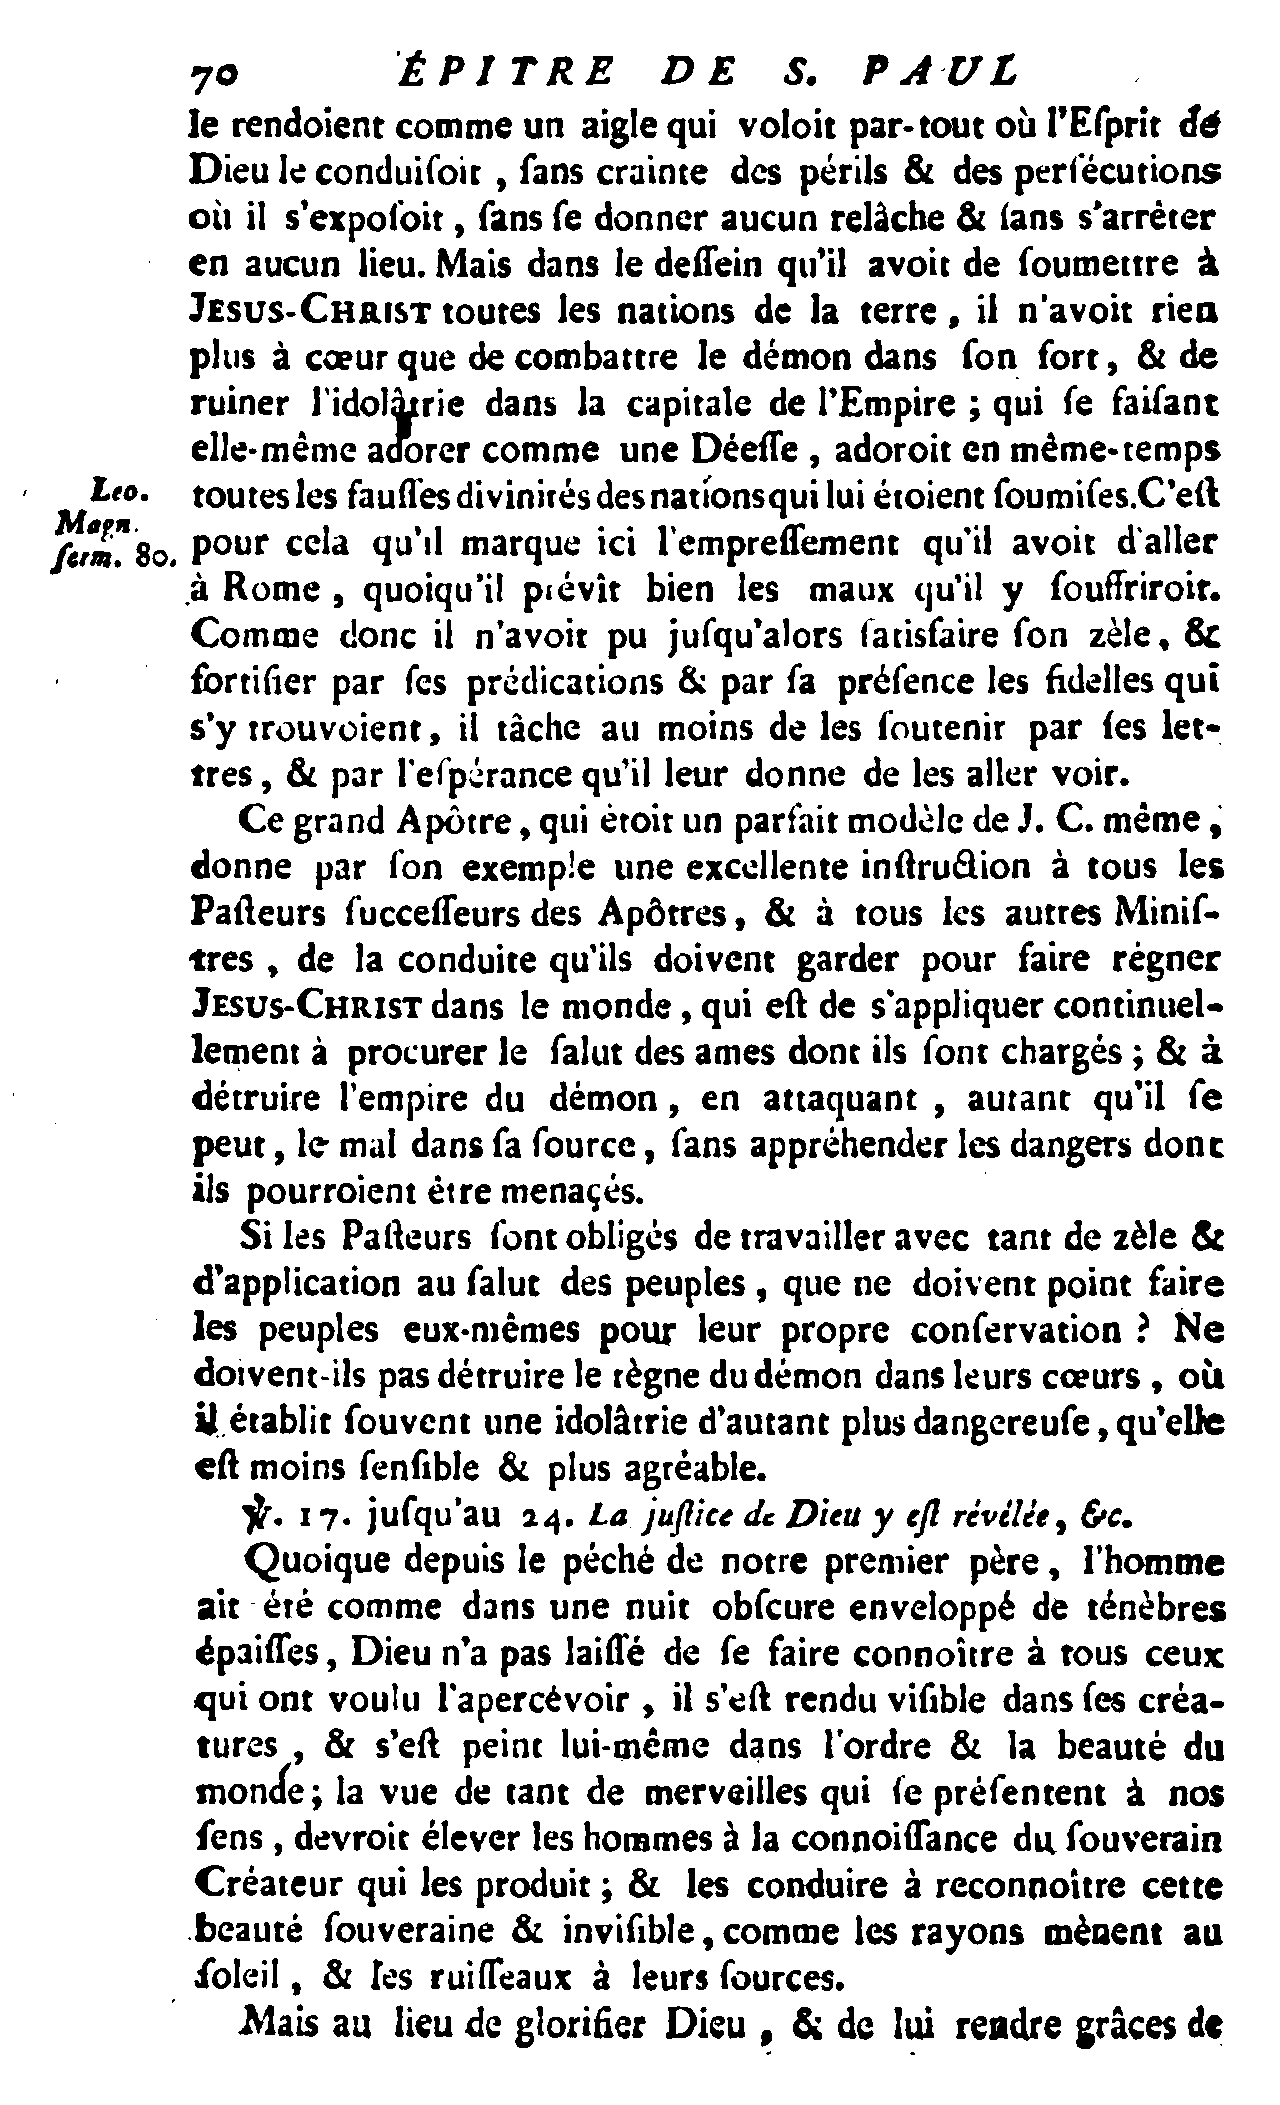 70 ÉPITRE DE S. PAUL
le rendoient comme un aigle qui voloit par-tout où l'Eſprit de
Dieu le conduiſoit, ſans crainte des périls & des perſécutions
où il s'expoſoit, ſans ſe donner aucun relâche & ſans s'arrêter
en aucun lieu. Mais dans le deſſein qu'il avoit de ſoumettre à
JESUS-CHRIST toutes les nations de la terre, il n'avoit rien
plus à cœur que de combattre le démon dans ſon fort, & de
ruiner l'idolâtrie dans la capitale de l'Empire ; qui ſe faiſant
elle-même adorer comme une Déeſſe, adoroit en même-temps
toutes les fauſſes divinités des nations qui lui étoient ſoumiſes. C'eſt
Leo.
Magn.
ſerm. 80.
pour cela qu'il marque ici l'empreſſement qu'il avoit d'aller
à Rome, quoiqu'il prévît bien les maux qu'il y ſouffriroit.
Comme donc il n'avoit pu juſqu'alors ſatisfaire ſon zèle, &
fortifier par ſes prédications & par ſa préſence les fidelles qui
s'y trouvoient, il tâche au moins de les ſoutenir par ſes let-
tres, & par l'eſpérance qu'il leur donne de les aller voir.
Ce grand Apôtre, qui étoit un parfait modèle de J. C. même,
donne par ſon exemple une excellente inſtruction à tous les
Paſteurs ſucceſſeurs des Apôtres, & à tous les autres Miniſ-
tres, de la conduite qu'ils doivent garder pour faire régner
JESUS-CHRIST dans le monde, qui eſt de s'appliquer continuel-
lement à procurer le ſalut des ames dont ils ſont chargés ; & à
détruire l'empire du démon, en attaquant, autant qu'il ſe
peut, le mal dans ſa ſource, ſans appréhender les dangers dont
ils pourroient être menaçés.
Si les Paſteurs ſont obligés de travailler avec tant de zèle &
d'application au ſalut des peuples, que ne doivent point faire
les peuples eux-mêmes pour leur propre conſervation ? Ne
doivent-ils pas détruire le règne du démon dans leurs cœurs, où
il établit ſouvent une idolâtrie d'autant plus dangereuſe, qu'elle
eſt moins ſenſible & plus agréable.
℣. 17. juſqu'au 24. La juſtice de Dieu y eſt révélée, &c.
Quoique depuis le péché de notre premier père, l'homme
ait été comme dans une nuit obſcure enveloppé de ténèbres
épaiſſes, Dieu n'a pas laiſſé de ſe faire connoître à tous ceux
qui ont voulu l'apercévoir, il s'eſt rendu viſible dans ſes créa-
tures, & s'eſt peint lui-même dans l'ordre & la beauté du
monde ; la vue de tant de merveilles qui ſe préſentent à nos
ſens, devroit élever les hommes à la connoiſſance du ſouverain
Créateur qui les produit ; & les conduire à reconnoître cette
beauté ſouveraine & inviſible, comme les rayons mènent au
ſoleil, & les ruiſſeaux à leurs ſources.
Mais au lieu de glorifier Dieu, & de lui rendre grâces de